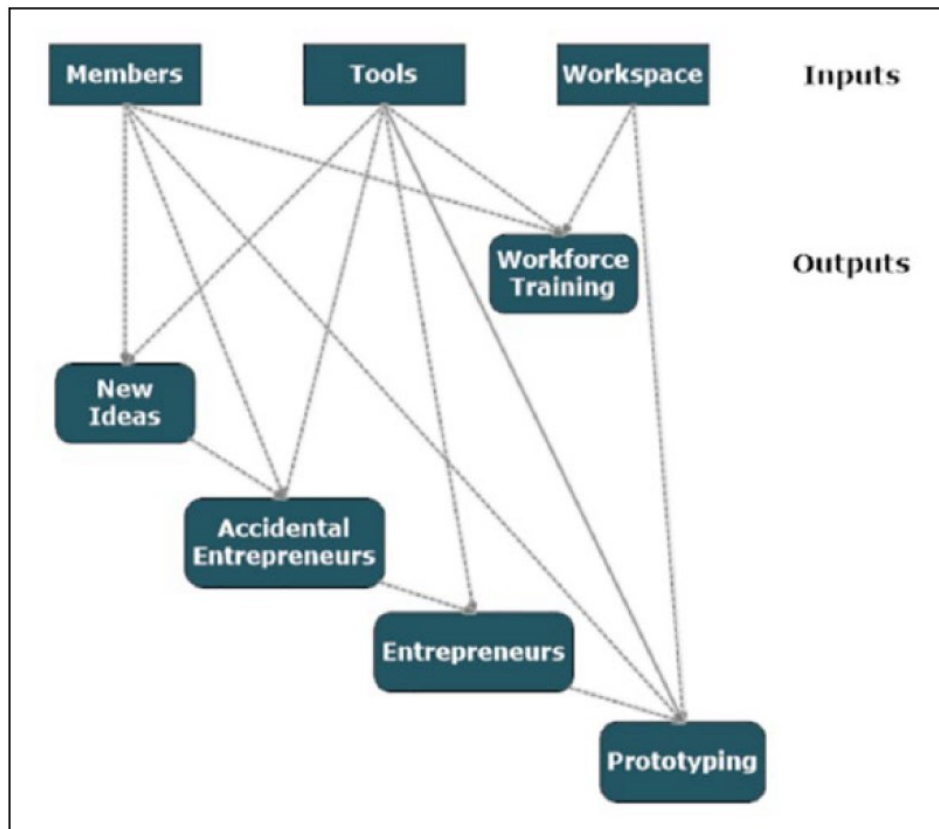 Members
Tools
Workspace
Inputs
Workforce
Training
Outputs
New
Ideas
Accidental
Entrepreneurs
Entrepreneurs
Prototyping